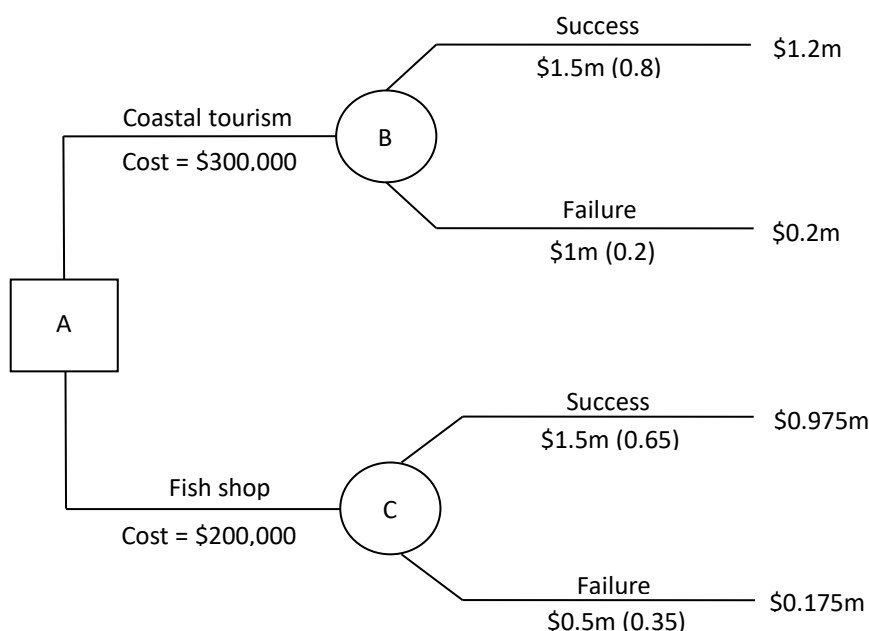 Success
$1.5m (0.8)
$1.2m
Coastal tourism
Cost = $300,000
B
Failure
$1m (0.2)
$0.2m
A
Success
$1.5m (0.65)
$0.975m
Fish shop
Cost = $200,000
C
Failure
$0.5m (0.35)
$0.175m